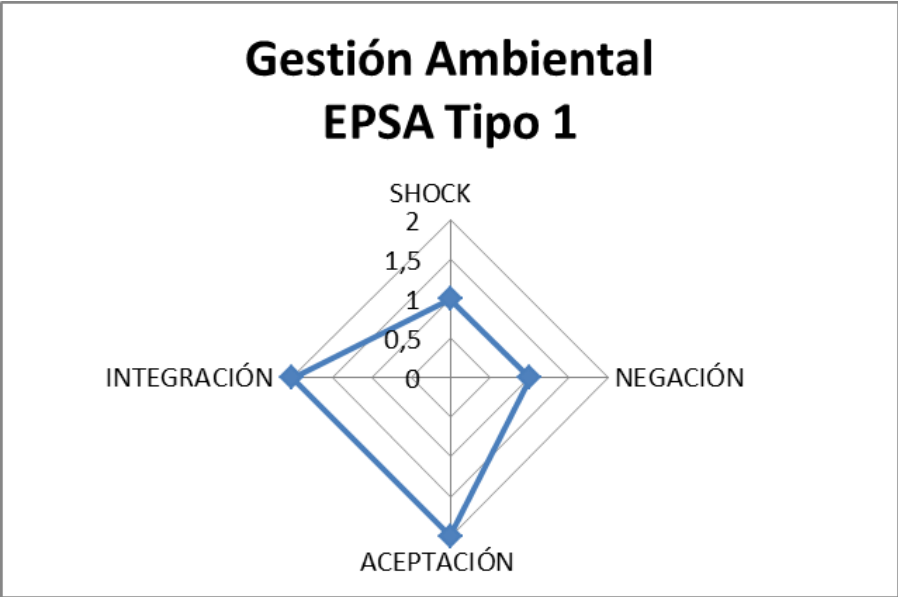 Gestión Ambiental
EPSA Tipo 1
SHOCK
2
1,5
1
0,5
0
INTEGRACIÓN
NEGACIÓN
ACEPTACIÓN